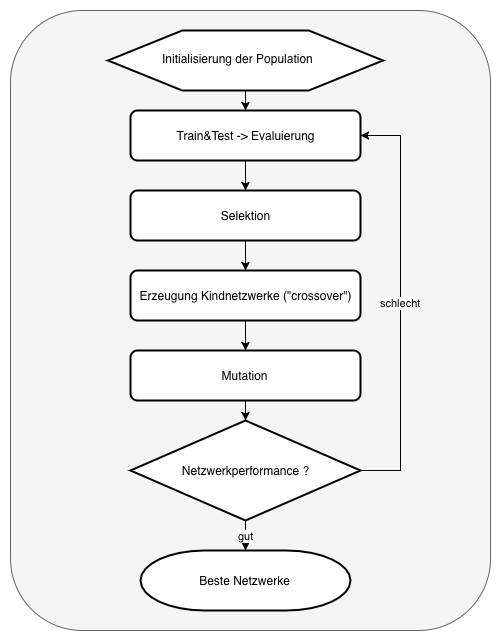 Initialisierung der Population
Train&Test -> Evaluierung
Selektion
Erzeugung Kindnetzwerke ("crossover")
schlecht
Mutation
Netzwerkperformance ?
gut
Beste Netzwerke